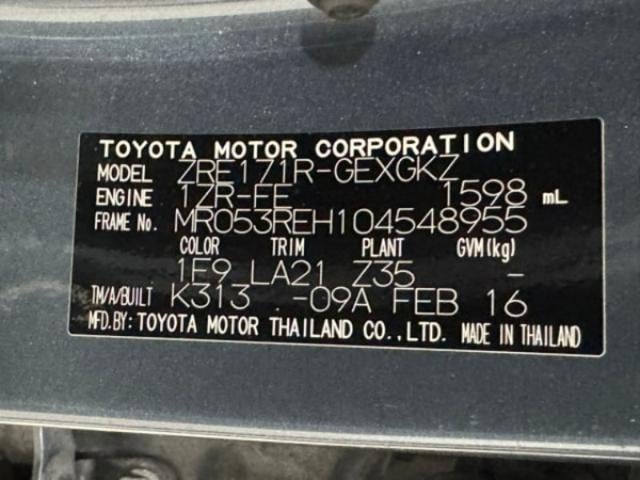 TOYOTA MOTOR CORPORATION
MODEL ZRE171R-GEXGKZ
ENGINE 1ZR-FE 1598 mL
FRAME No. MR053REH104548955
COLOR TRIM PLANT GVM(kg)
1F9 LA21 Z35 -
TM/A/BUILT K313 -09A FEB 16
MFD.BY: TOYOTA MOTOR THAILAND CO.,LTD. MADE IN THAILAND